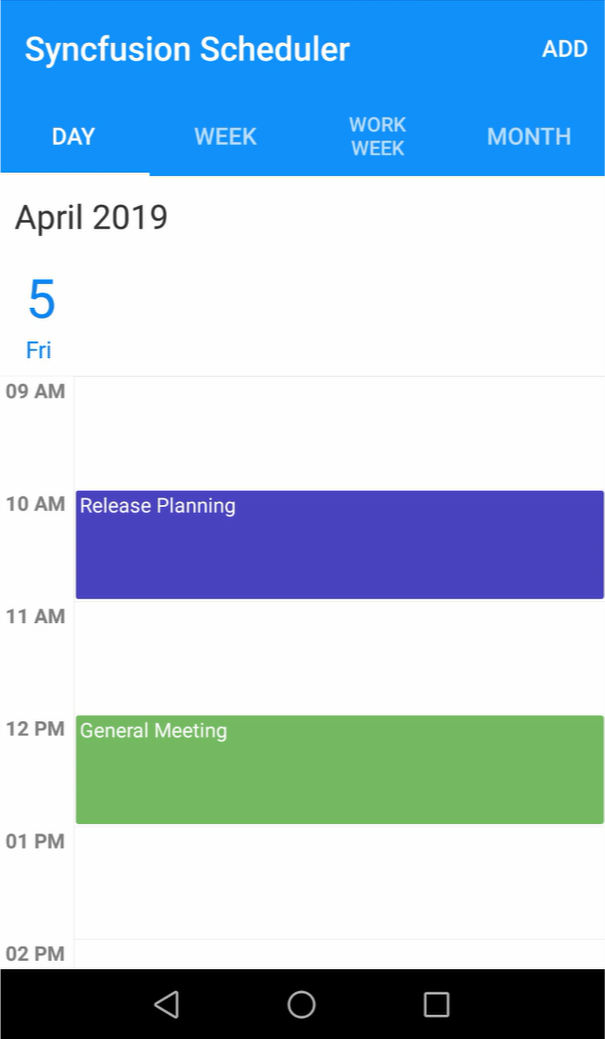 Syncfusion Scheduler
ADD
DAY
WEEK
WORK
WEEK
MONTH
April 2019
5
Fri
09 AM
10 AM
Release Planning
11 AM
12 PM
General Meeting
01 PM
02 PM